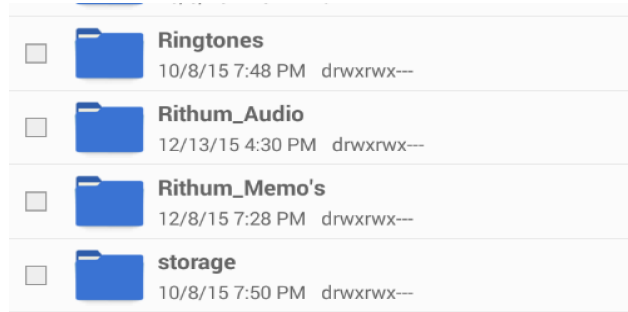 Ringtones
10/8/15 7:48 PM drwxrwx---
Rithum_Audio
12/13/15 4:30 PM drwxrwx---
Rithum_Memo's
12/8/15 7:28 PM drwxrwx---
storage
10/8/15 7:50 PM drwxrwx---